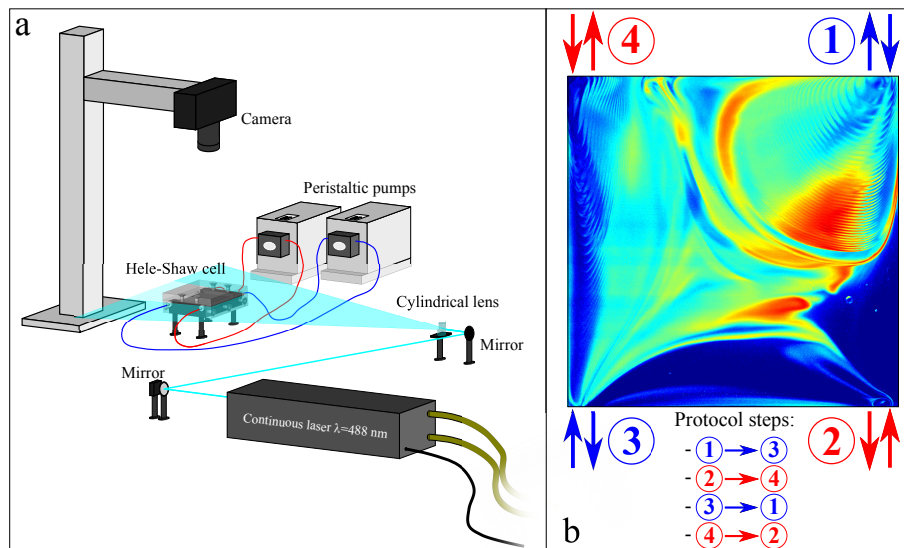 a
Camera
Peristaltic pumps
Hele-Shaw cell
Cylindrical lens
Mirror
Mirror
Continuous laser λ=488 nm
4
1
3
2
Protocol steps:
- 1 → 3
- 2 → 4
- 3 → 1
- 4 → 2
b